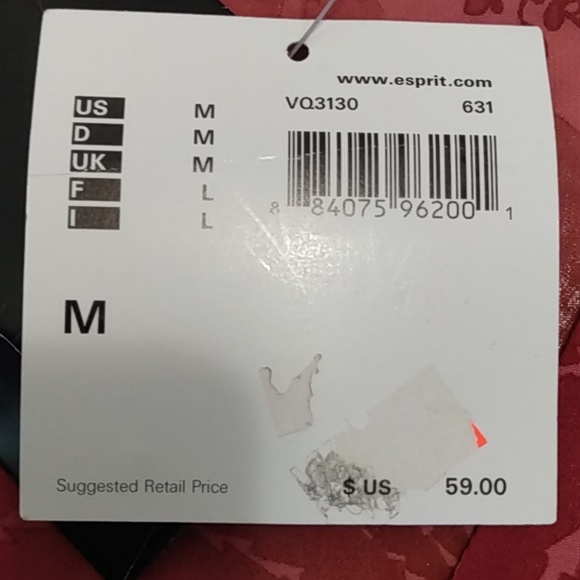 www.esprit.com
VQ3130 631
US M
D M
UK M
F L
I L
8 84075 96200 1
M
Suggested Retail Price $ US 59.00